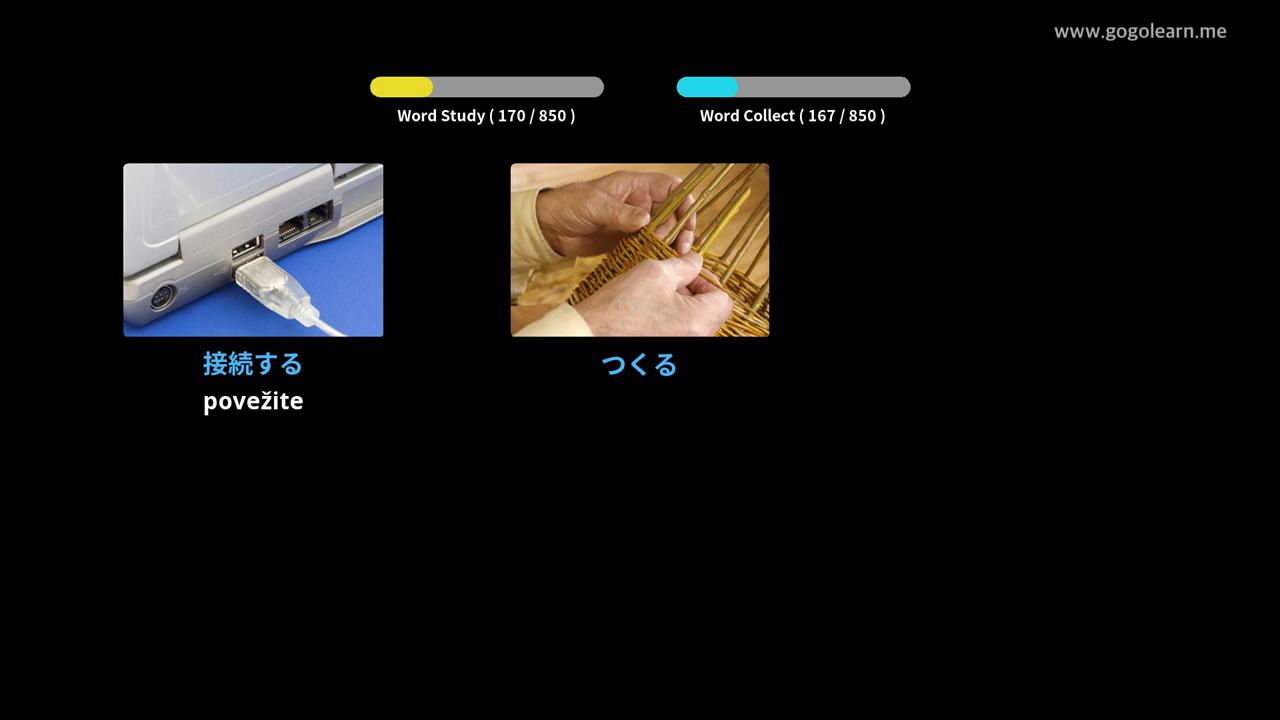 www.gogolearn.me
Word Study ( 170 / 850 )
Word Collect ( 167 / 850 )
接続する
つくる
povežite